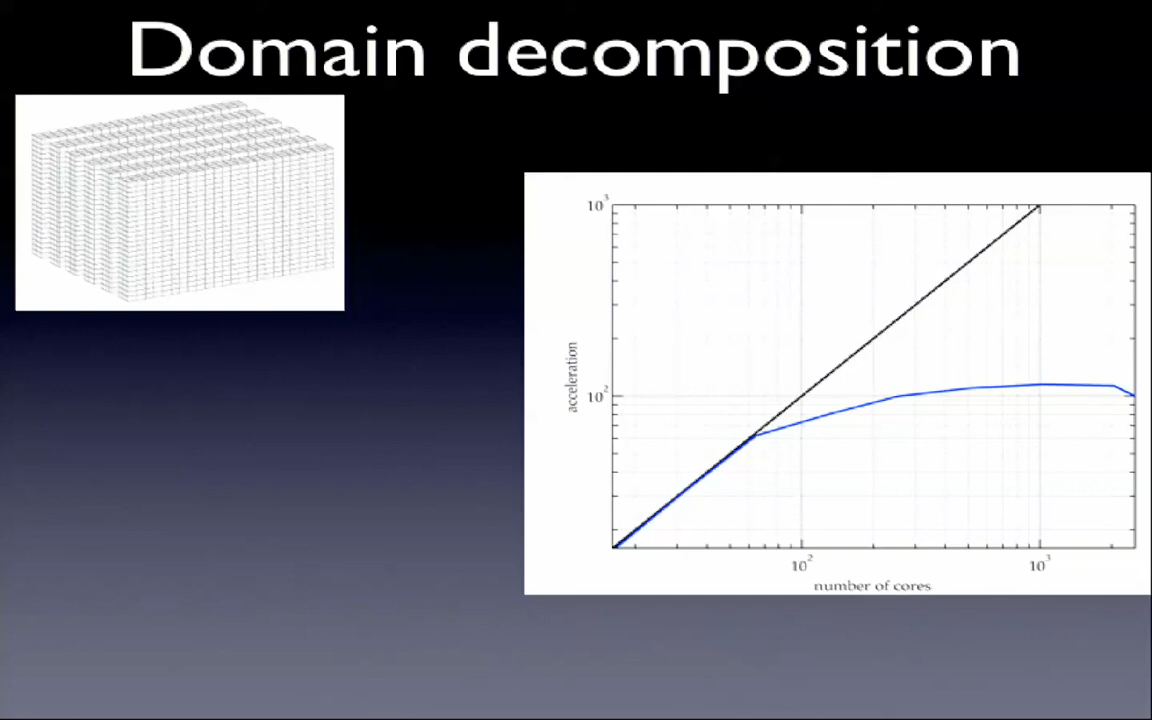 Domain decomposition
10³
acceleration
10²
10² 10³
number of cores